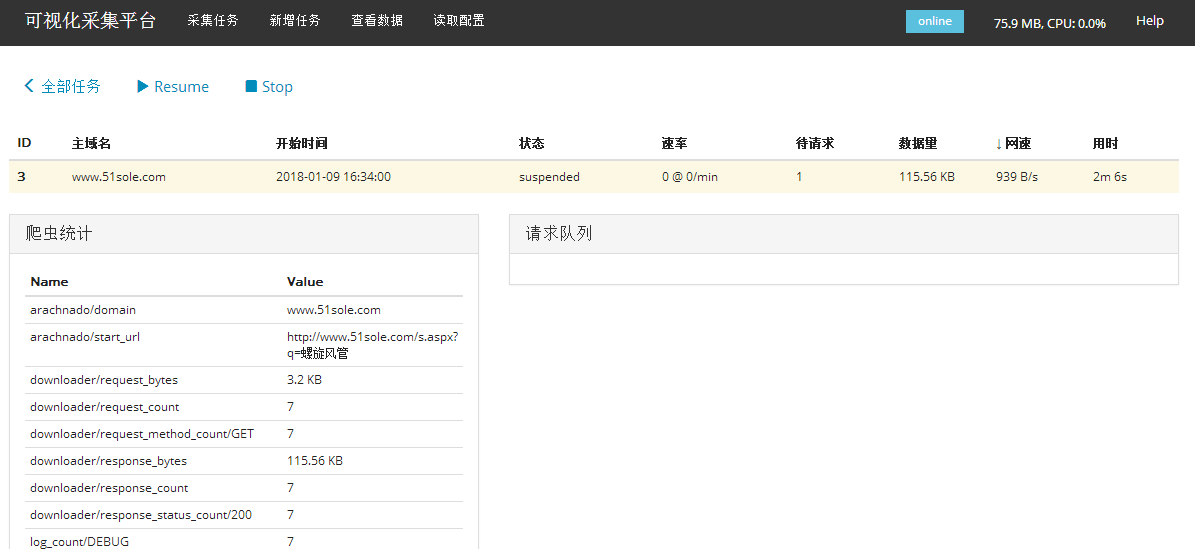 可视化采集平台 采集任务 新增任务 查看数据 读取配置 online 75.9 MB, CPU: 0.0% Help
全部任务 Resume Stop
ID 主域名 开始时间 状态 速率 待请求 数据量 ↓网速 用时
3 www.51sole.com 2018-01-09 16:34:00 suspended 0 @ 0/min 1 115.56 KB 939 B/s 2m 6s
爬虫统计
Name Value
arachnado/domain www.51sole.com
arachnado/start_url http://www.51sole.com/s.aspx?
q=螺旋风管
downloader/request_bytes 3.2 KB
downloader/request_count 7
downloader/request_method_count/GET 7
downloader/response_bytes 115.56 KB
downloader/response_count 7
downloader/response_status_count/200 7
log_count/DEBUG 7
请求队列